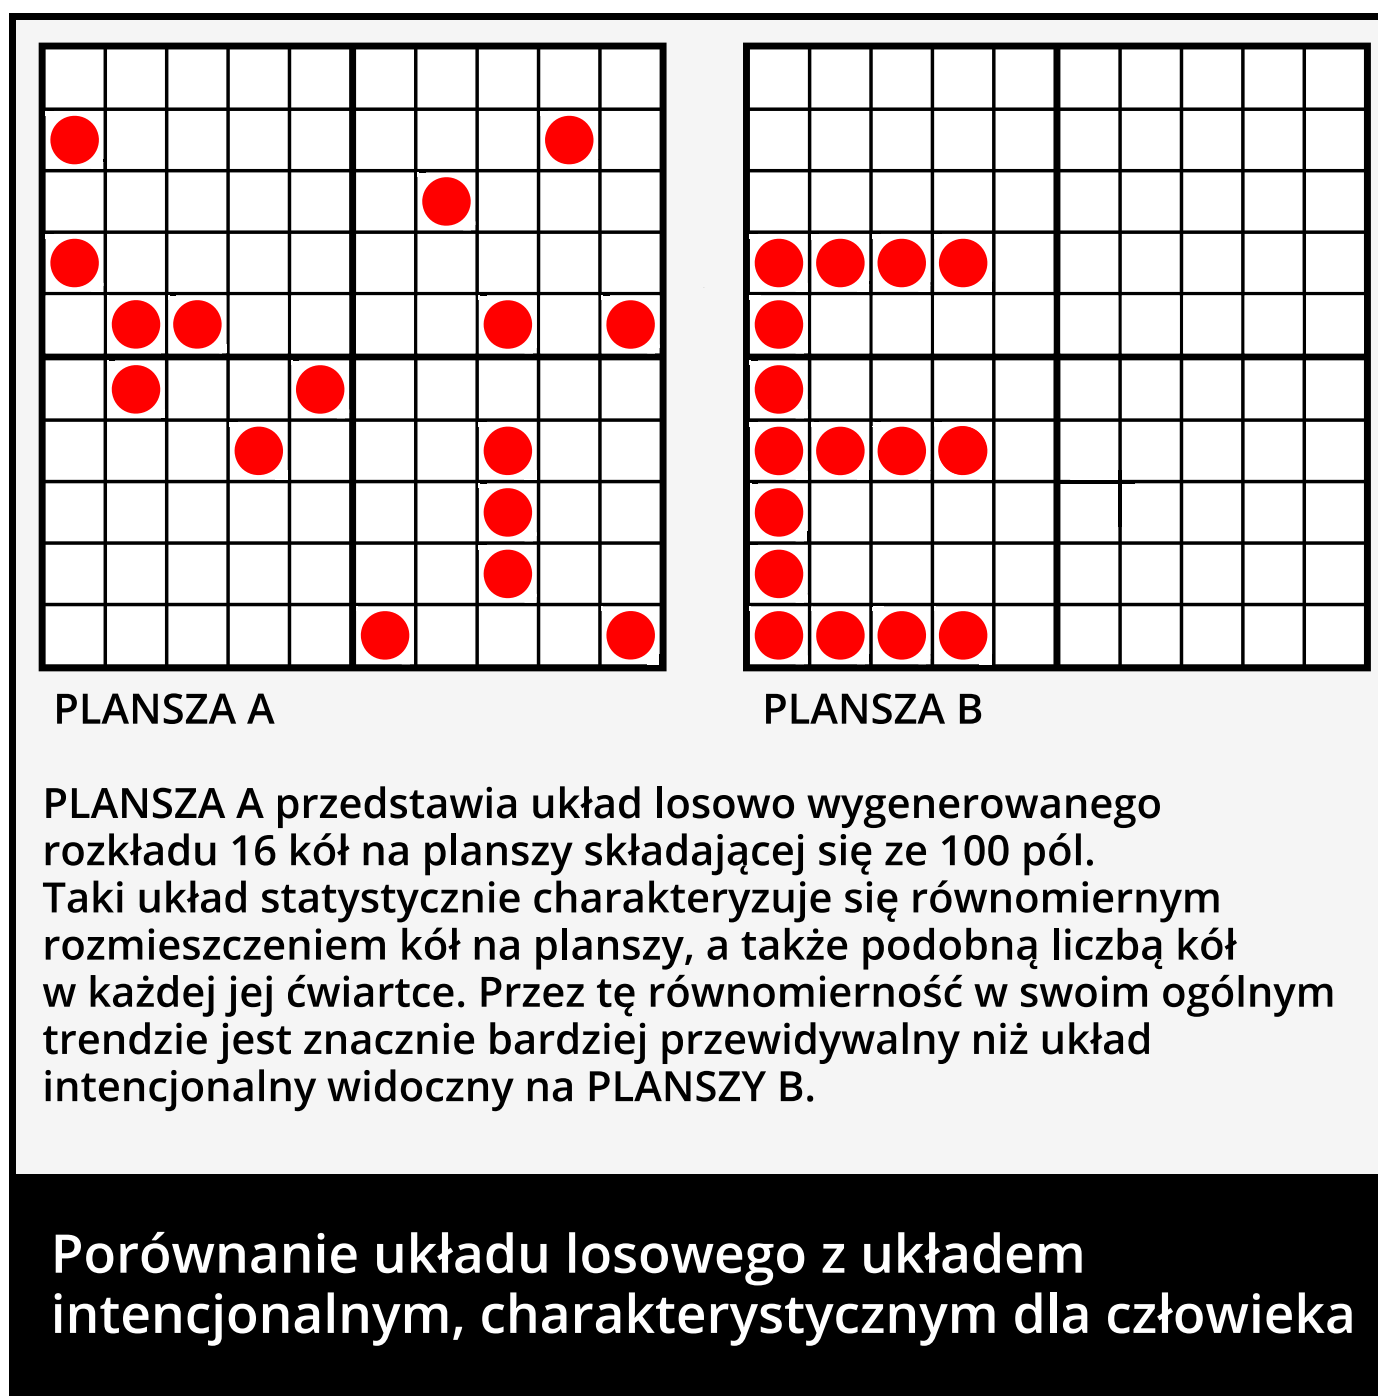 PLANSZA A
PLANSZA B
PLANSZA A przedstawia układ losowo wygenerowanego
rozkładu 16 kół na planszy składającej się ze 100 pól.
Taki układ statystycznie charakteryzuje się równomiernym
rozmieszczeniem kół na planszy, a także podobną liczbą kół
w każdej jej ćwiartce. Przez tę równomierność w swoim ogólnym
trendzie jest znacznie bardziej przewidywalny niż układ
intencjonalny widoczny na PLANSZY B.
Porównanie układu losowego z układem
intencjonalnym, charakterystycznym dla człowieka